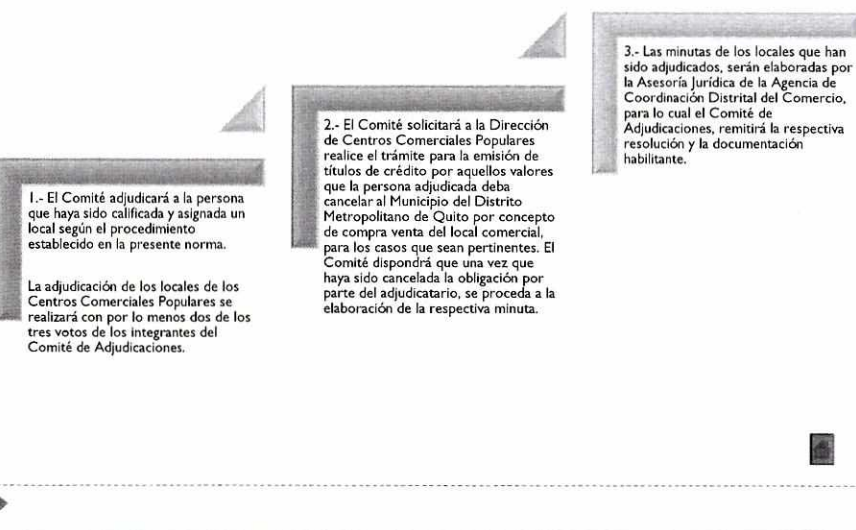 1.- El Comité adjudicará a la persona
que haya sido calificada y asignada un
local según el procedimiento
establecido en la presente norma.
La adjudicación de los locales de los
Centros Comerciales Populares se
realizará con por lo menos dos de los
tres votos de los integrantes del
Comité de Adjudicaciones.
2.- El Comité solicitará a la Dirección
de Centros Comerciales Populares
realice el trámite para la emisión de
títulos de crédito por aquellos valores
que la persona adjudicada deba
cancelar al Municipio del Distrito
Metropolitano de Quito por concepto
de compra venta del local comercial,
para los casos que sean pertinentes. El
Comité dispondrá que una vez que
haya sido cancelada la obligación por
parte del adjudicatario, se proceda a la
elaboración de la respectiva minuta.
3.- Las minutas de los locales que han
sido adjudicados, serán elaboradas por
la Asesoría Jurídica de la Agencia de
Coordinación Distrital del Comercio,
para lo cual el Comité de
Adjudicaciones, remitirá la respectiva
resolución y la documentación
habilitante.